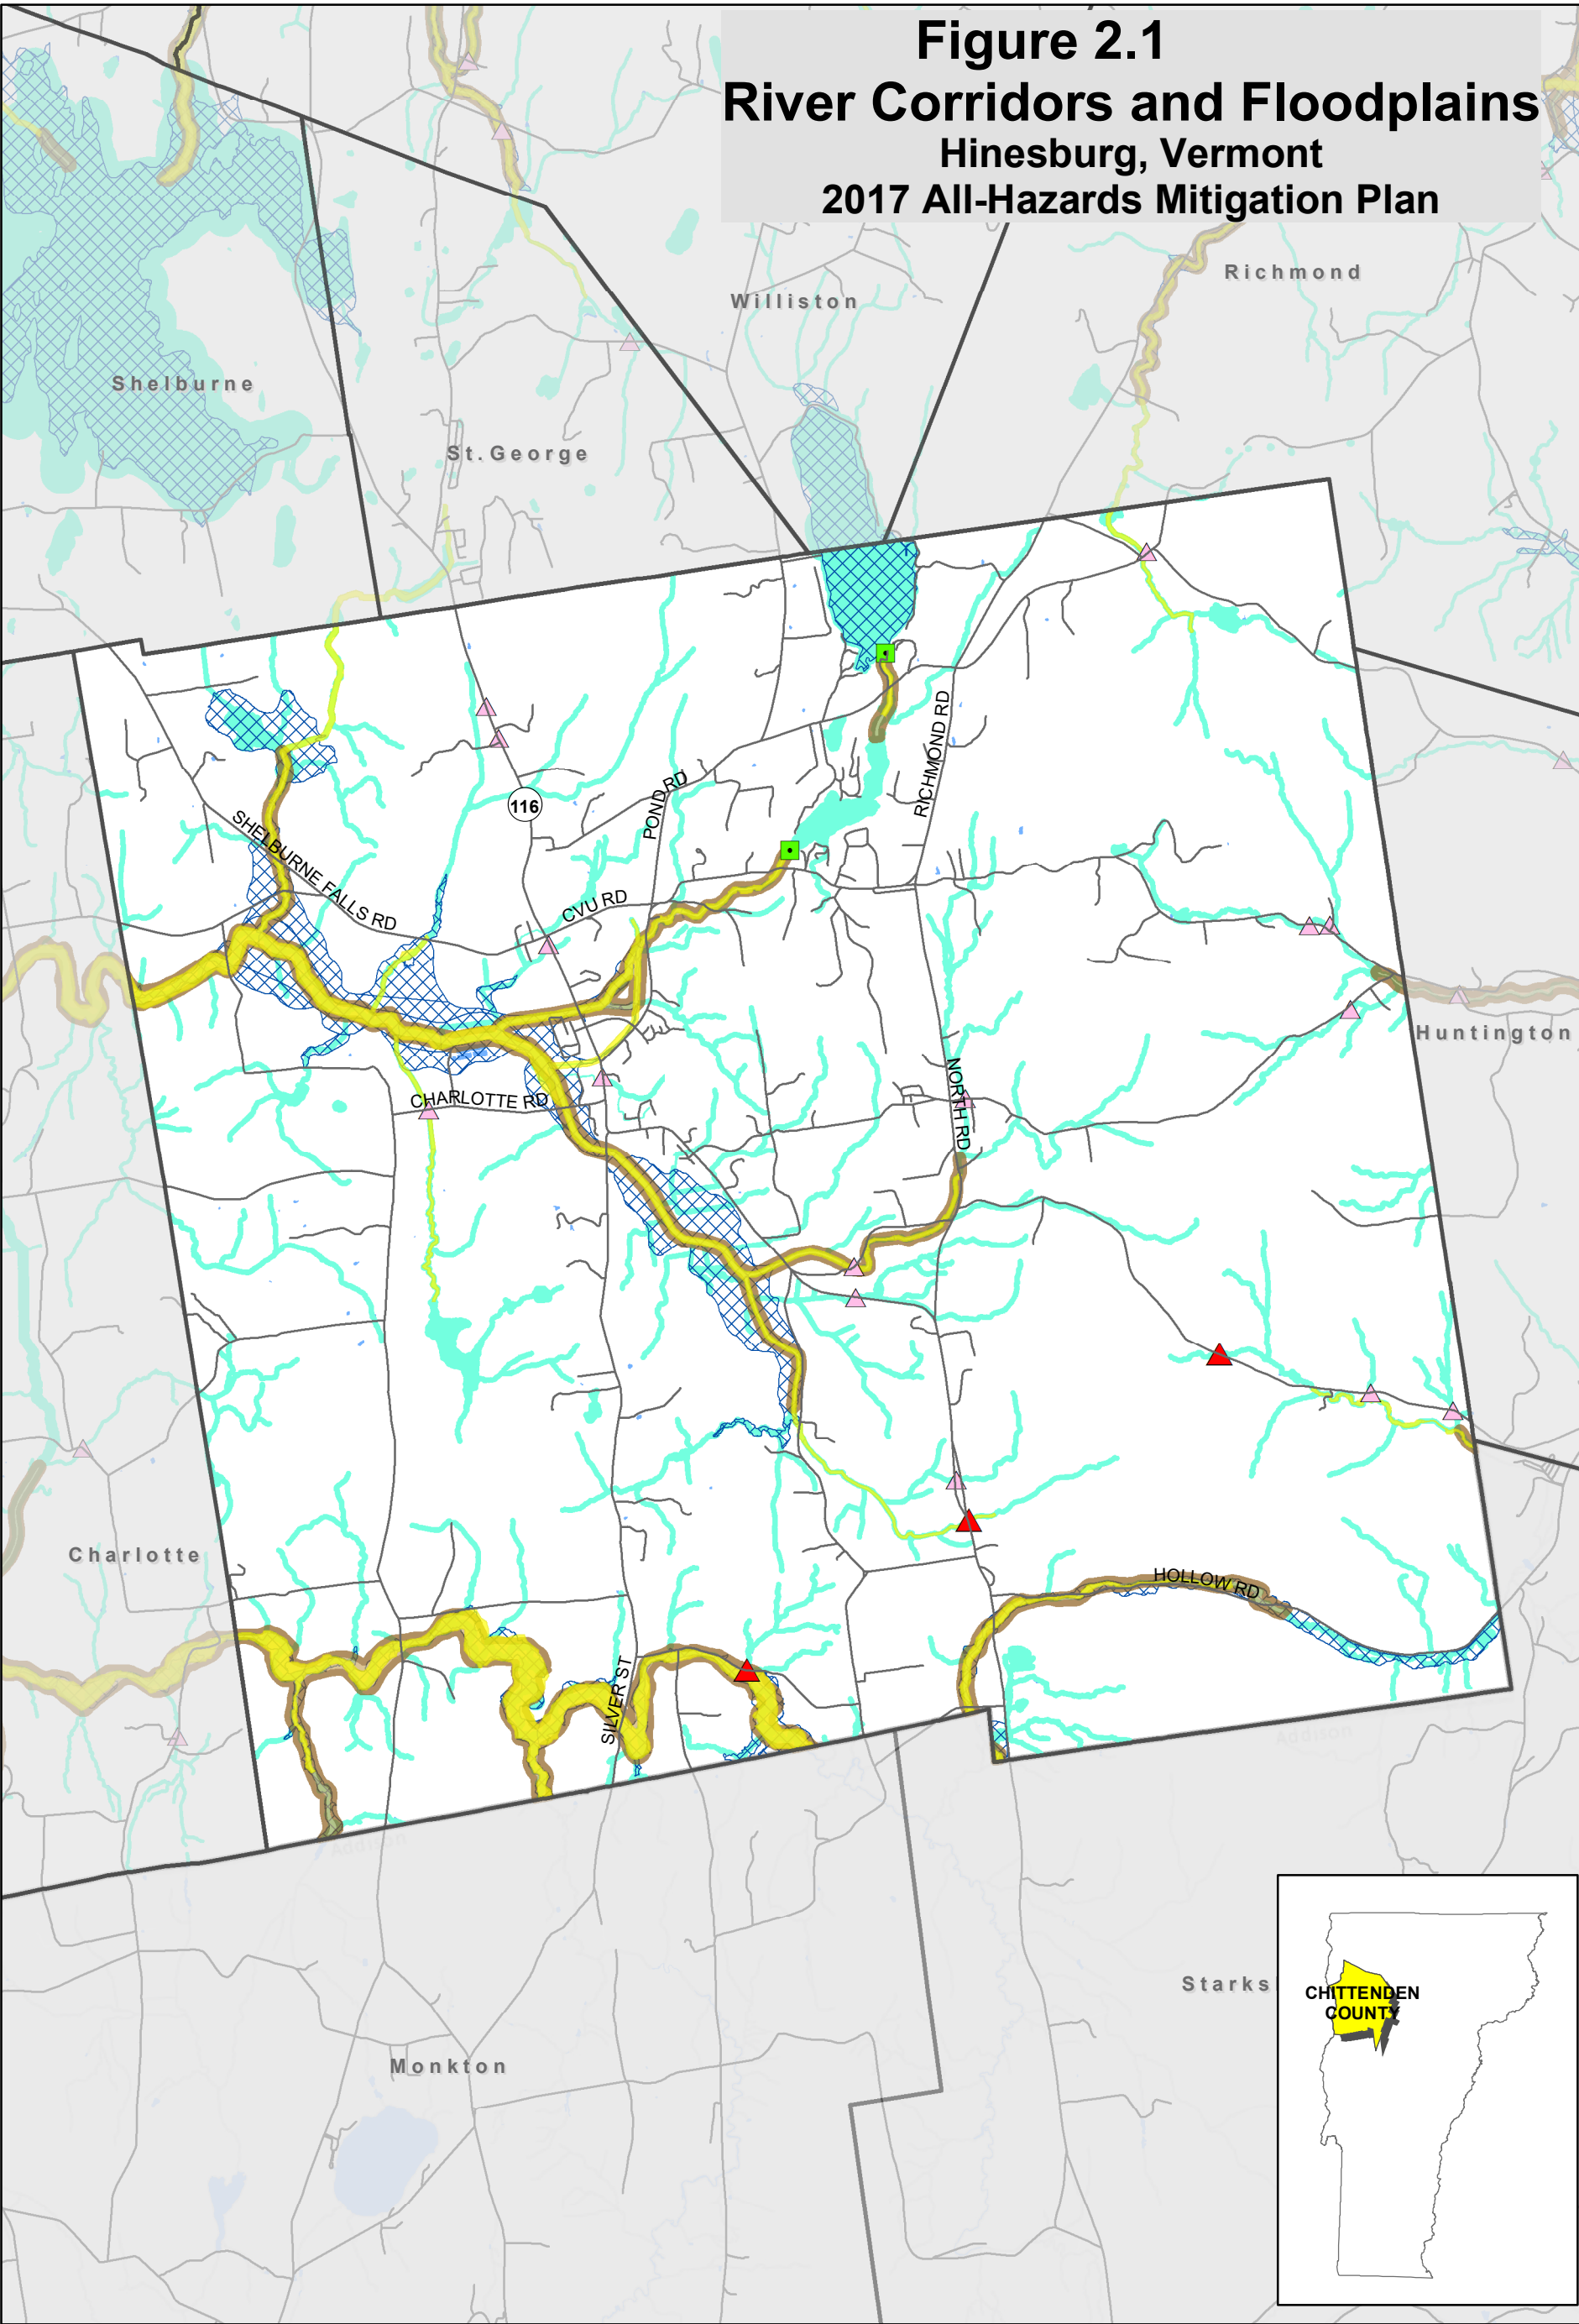 Figure 2.1
River Corridors and Floodplains
Hinesburg, Vermont
2017 All-Hazards Mitigation Plan
Richmond
Williston
Shelburne
St.George
RICHMOND RD
POND RD
116
SHELBURNE FALLS RD
CVU RD
Huntington
NORTH RD
CHARLOTTE RD
Charlotte
HOLLOW RD
SILVER ST
Addison
Addison
Starks
CHITTENDEN
COUNTY
Monkton